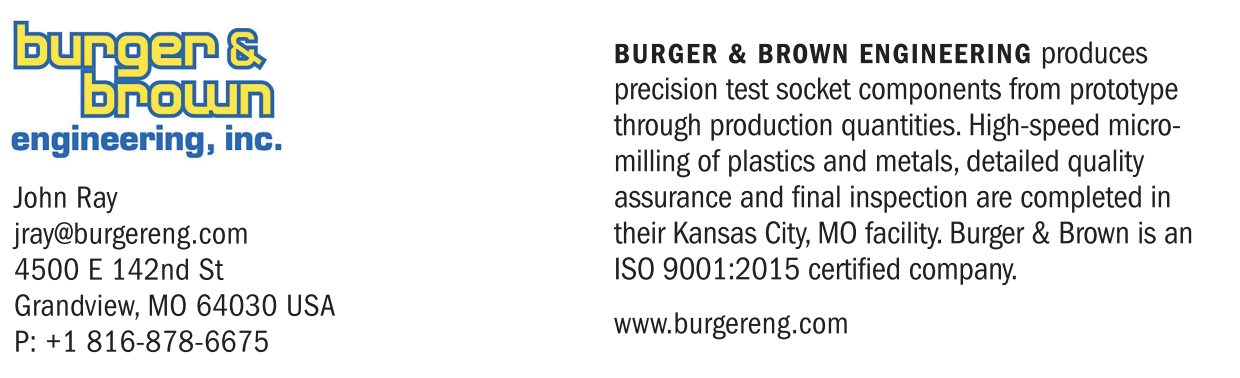 burger &
brown
engineering, inc.
John Ray
jray@burgereng.com
4500 E 142nd St
Grandview, MO 64030 USA
P: +1 816-878-6675
BURGER & BROWN ENGINEERING produces
precision test socket components from prototype
through production quantities. High-speed micro-
milling of plastics and metals, detailed quality
assurance and final inspection are completed in
their Kansas City, MO facility. Burger & Brown is an
ISO 9001:2015 certified company.
www.burgereng.com